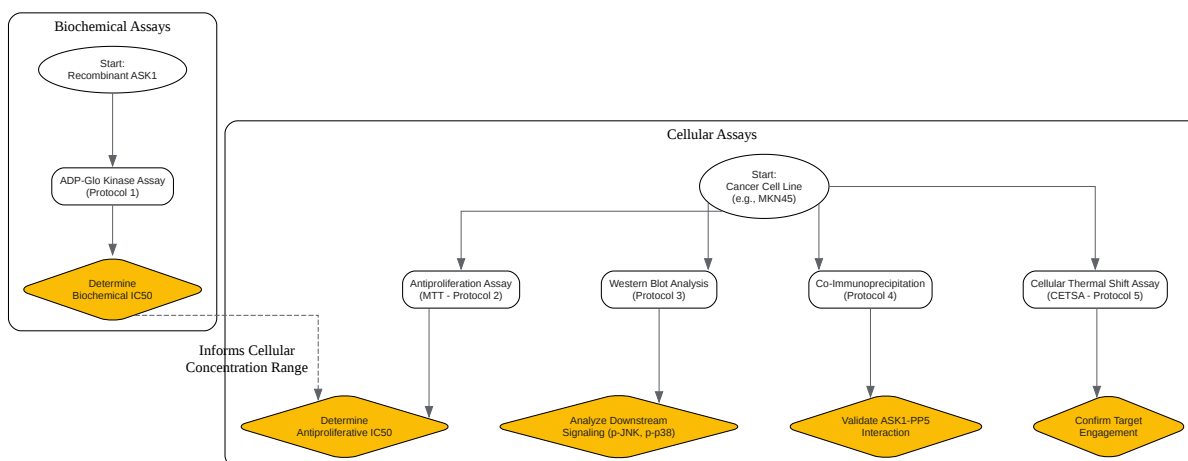 Biochemical Assays
Start:
Recombinant ASK1
ADP-Glo Kinase Assay
(Protocol 1)
Determine
Biochemical IC50
Informs Cellular
Concentration Range
Cellular Assays
Start:
Cancer Cell Line
(e.g., MKN45)
Antiproliferation Assay
(MTT - Protocol 2)
Western Blot Analysis
(Protocol 3)
Co-Immunoprecipitation
(Protocol 4)
Cellular Thermal Shift Assay
(CETSA - Protocol 5)
Determine
Antiproliferative IC50
Analyze Downstream
Signaling (p-JNK, p-p38)
Validate ASK1-PP5
Interaction
Confirm Target
Engagement